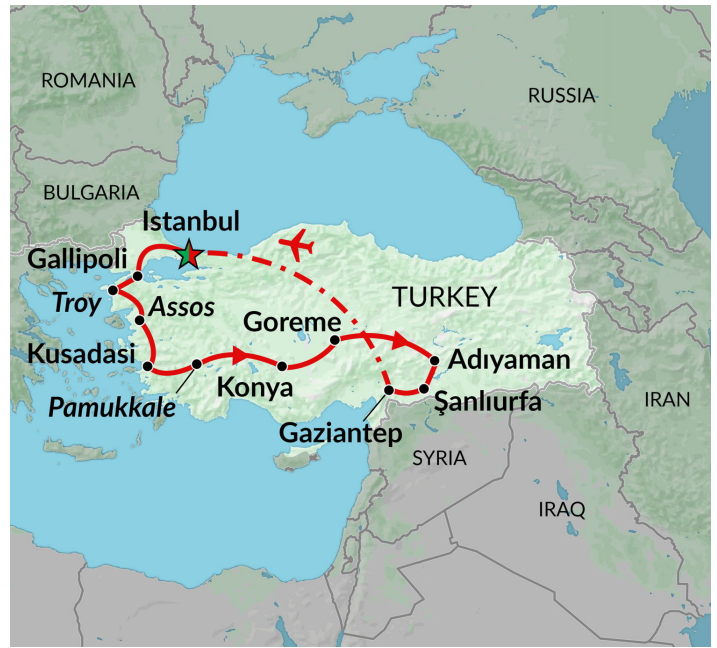 ROMANIA
RUSSIA
BULGARIA
Istanbul
Gallipoli
Troy
Assos
TURKEY
Goreme
Kusadasi
Adıyaman
Konya
Pamukkale
Şanlıurfa
IRAN
Gaziantep
SYRIA
IRAQ